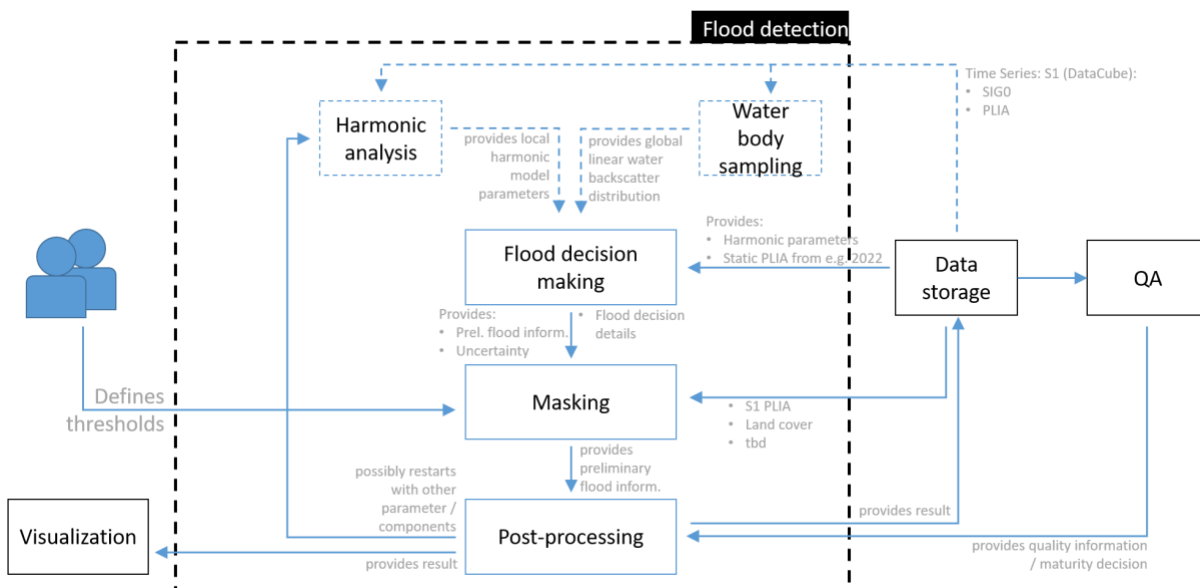 Flood detection
Time Series: S1 (DataCube):
• SIG0
• PLIA
Harmonic
analysis
provides local
harmonic
model
parameters
provides global
linear water
backscatter
distribution
Water
body
sampling
Provides:
• Harmonic parameters
• Static PLIA from e.g. 2022
Flood decision
making
Data
storage
QA
Provides:
• Prel. flood inform.
• Uncertainty
• Flood decision
details
Defines
thresholds
Masking
• S1 PLIA
• Land cover
• tbd
provides
preliminary
flood inform.
possibly restarts
with other
parameter /
components
Visualization
Post-processing
provides result
provides result
provides quality information
/ maturity decision